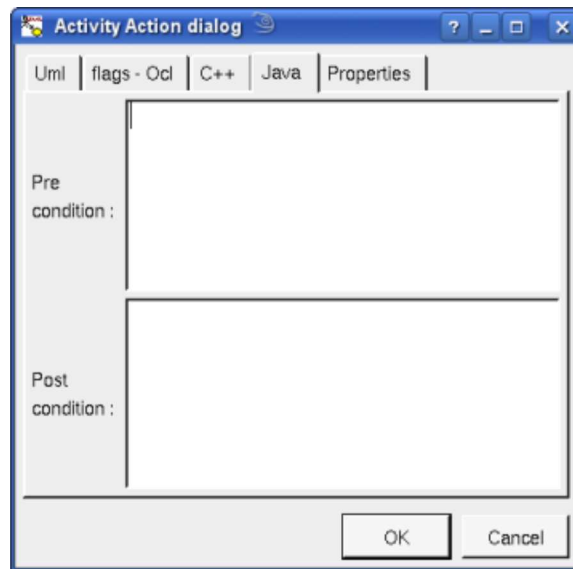 Activity Action dialog
Uml flags - Ocl C++ Java Properties
Pre
condition :
Post
condition :
OK Cancel